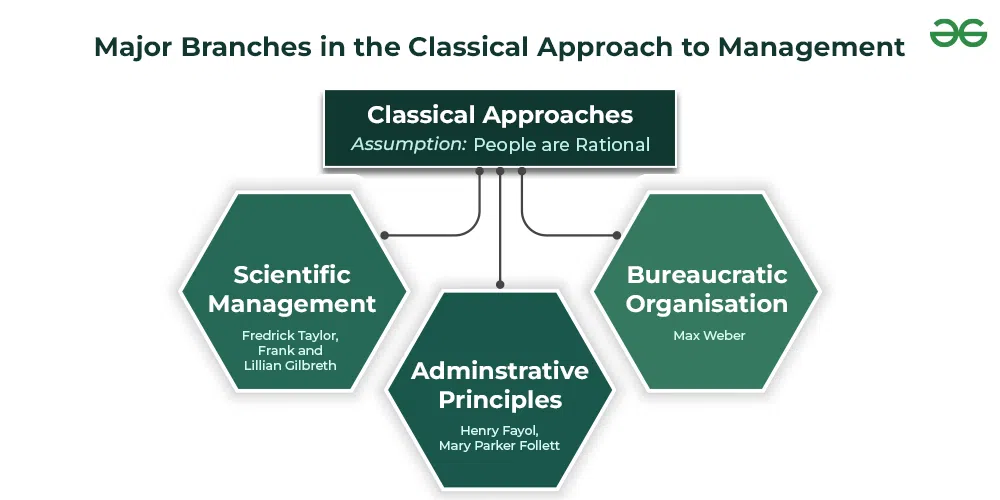 Major Branches in the Classical Approach to Management
Classical Approaches
Assumption: People are Rational
Scientific
Management
Fredrick Taylor,
Frank and
Lillian Gilbreth
Adminstrative
Principles
Henry Fayol,
Mary Parker Follett
Bureaucratic
Organisation
Max Weber